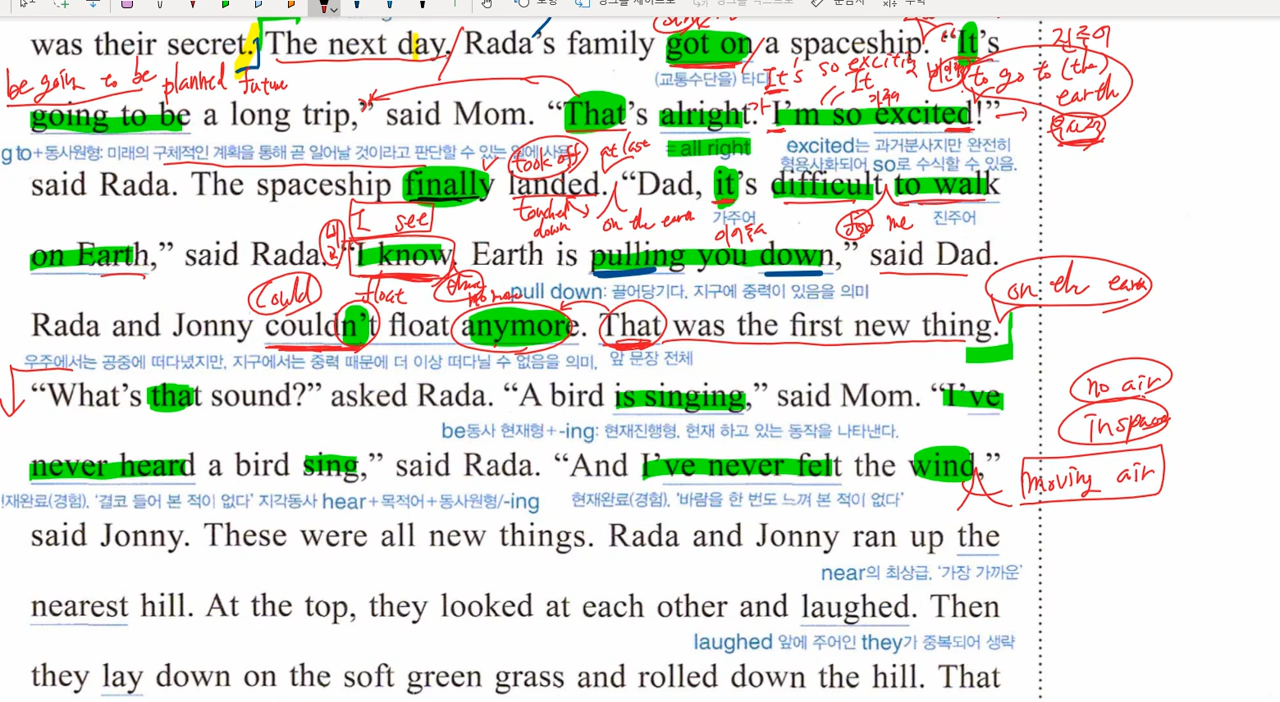 was their secret. The next day, Rada's family got on a spaceship. "It's
진주어
be goin to be planned future
(교통수단을) 타다
It's so exciting
It
to go to (the)
earth
going to be a long trip," said Mom. "That's alright. I'm so excited!"
g to+동사원형: 미래의 구체적인 계획을 통해 곧 일어날 것이라고 판단할 수 있는 일에 사용
took off
at last
= all right
excited는 과거분사지만 완전히
형용사화되어 so로 수식할 수 있음.
said Rada. The spaceship finally landed. "Dad, it's difficult to walk
I see
touched down
on the earth
가주어
for me
진주어
on Earth," said Rada. "I know. Earth is pulling you down," said Dad.
could
float
no more
pull down: 끌어당기다, 지구에 중력이 있음을 의미
on the earth
Rada and Jonny couldn't float anymore. That was the first new thing.
우주에서는 공중에 떠다녔지만, 지구에서는 중력 때문에 더 이상 떠다닐 수 없음을 의미,
앞 문장 전체
"What's that sound?" asked Rada. "A bird is singing," said Mom. "I've
no air
in space
be동사 현재형+-ing: 현재진행형, 현재 하고 있는 동작을 나타낸다.
never heard a bird sing," said Rada. "And I've never felt the wind,"
moving air
재완료(경험), '결코 들어 본 적이 없다' 지각동사 hear+목적어+동사원형/-ing
현재완료(경험), '바람을 한 번도 느껴 본 적이 없다'
said Jonny. These were all new things. Rada and Jonny ran up the
near의 최상급, '가장 가까운'
nearest hill. At the top, they looked at each other and laughed. Then
laughed 앞에 주어인 they가 중복되어 생략
they lay down on the soft green grass and rolled down the hill. That